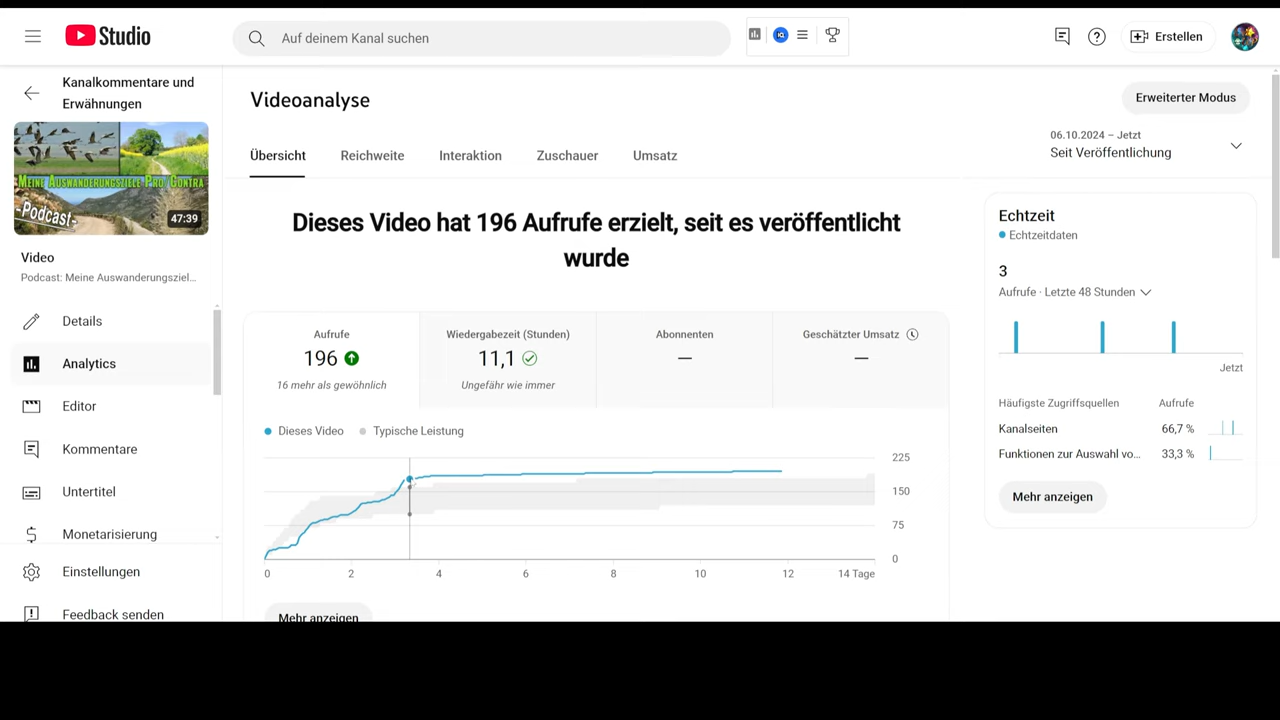 Studio
Auf deinem Kanal suchen
IQ
Erstellen
Kanalkommentare und
Erwähnungen
MEINE AUSWANDERUNGSZIELE PRO/CONTRA
-Podcast-
47:39
Video
Podcast: Meine Auswanderungsziel…
Details
Analytics
Editor
Kommentare
Untertitel
Monetarisierung
Einstellungen
Feedback senden
Videoanalyse
Erweiterter Modus
Übersicht
Reichweite
Interaktion
Zuschauer
Umsatz
06.10.2024 – Jetzt
Seit Veröffentlichung
Dieses Video hat 196 Aufrufe erzielt, seit es veröffentlicht
wurde
Aufrufe
196
16 mehr als gewöhnlich
Wiedergabezeit (Stunden)
11,1
Ungefähr wie immer
Abonnenten
—
Geschätzter Umsatz
—
Dieses Video
Typische Leistung
225
150
75
0
0 2 4 6 8 10 12 14 Tage
Mehr anzeigen
Echtzeit
Echtzeitdaten
3
Aufrufe · Letzte 48 Stunden
Jetzt
Häufigste Zugriffsquellen Aufrufe
Kanalseiten 66,7 %
Funktionen zur Auswahl vo… 33,3 %
Mehr anzeigen